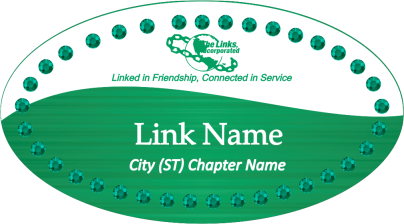 The Links,
Incorporated
Linked in Friendship, Connected in Service
Link Name
City (ST) Chapter Name